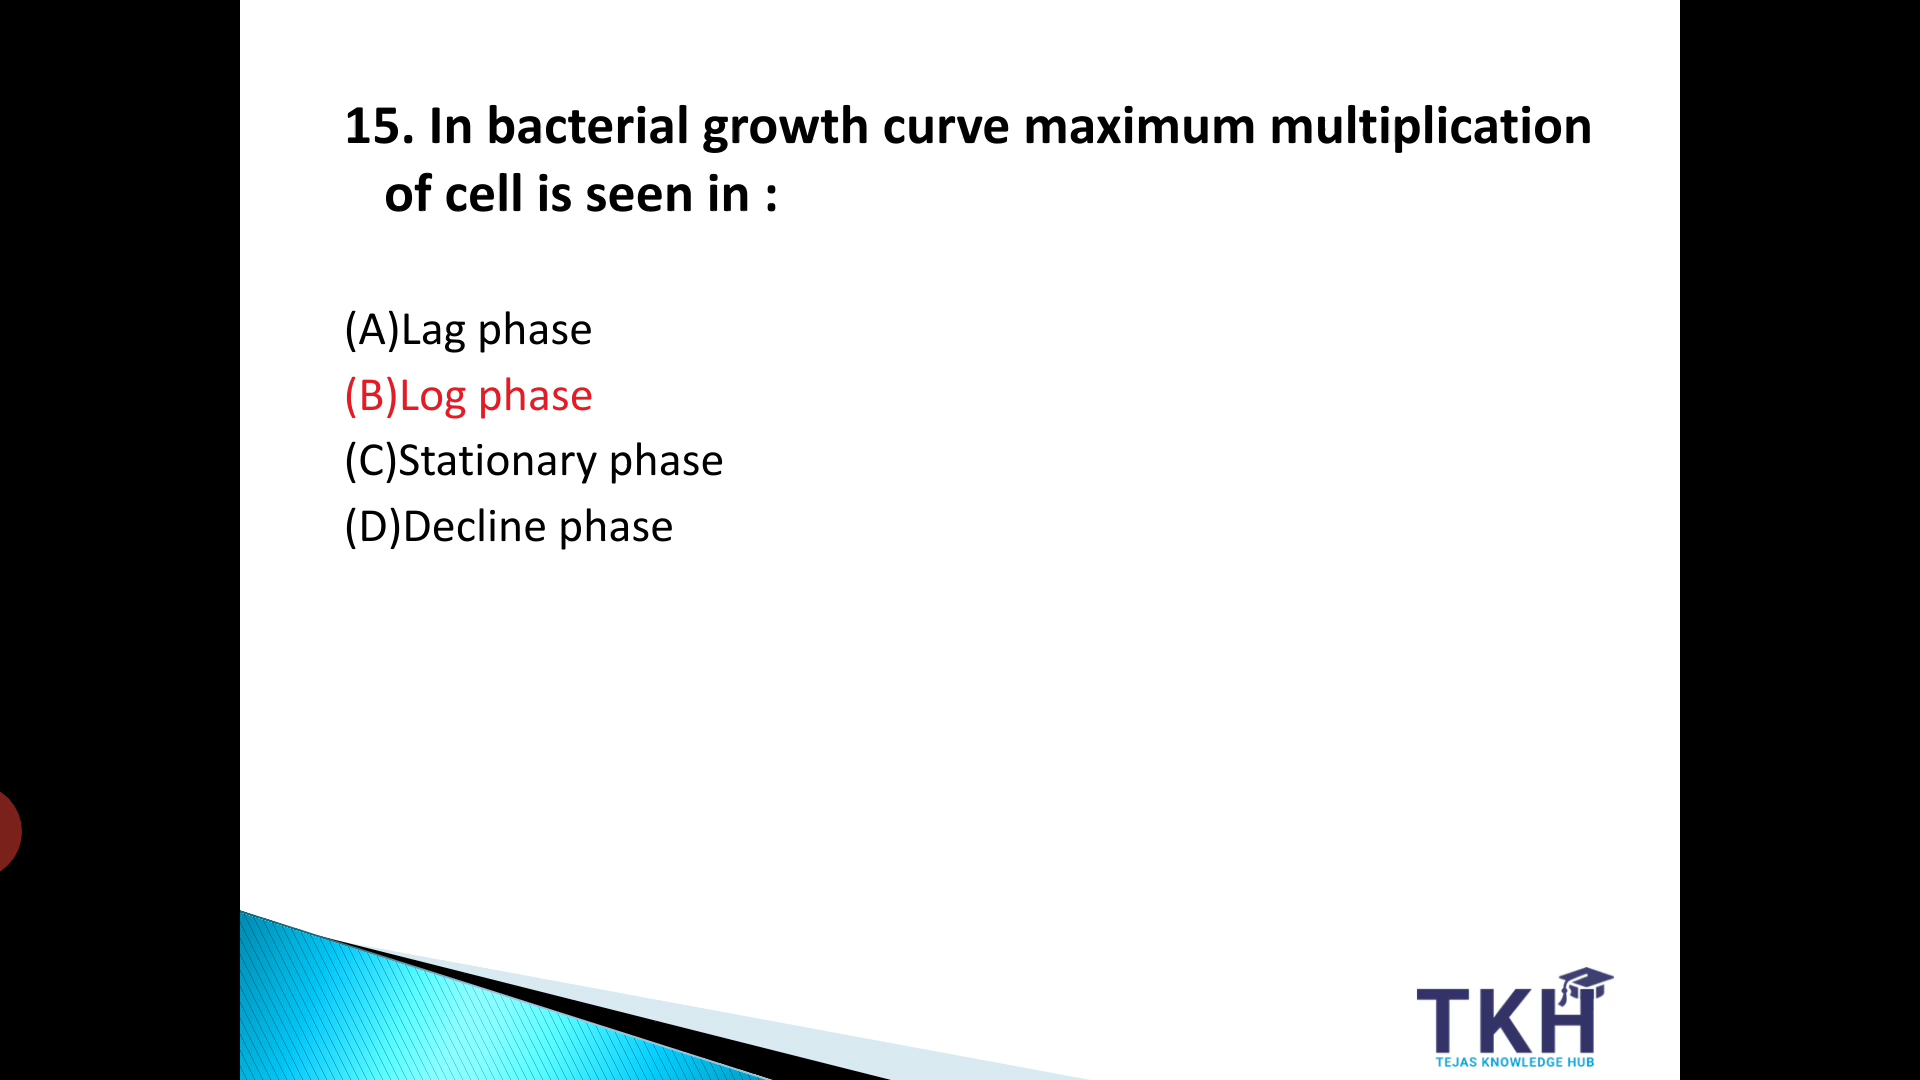 15. In bacterial growth curve maximum multiplication
of cell is seen in :
(A)Lag phase
(B)Log phase
(C)Stationary phase
(D)Decline phase
TKH
TEJAS KNOWLEDGE HUB